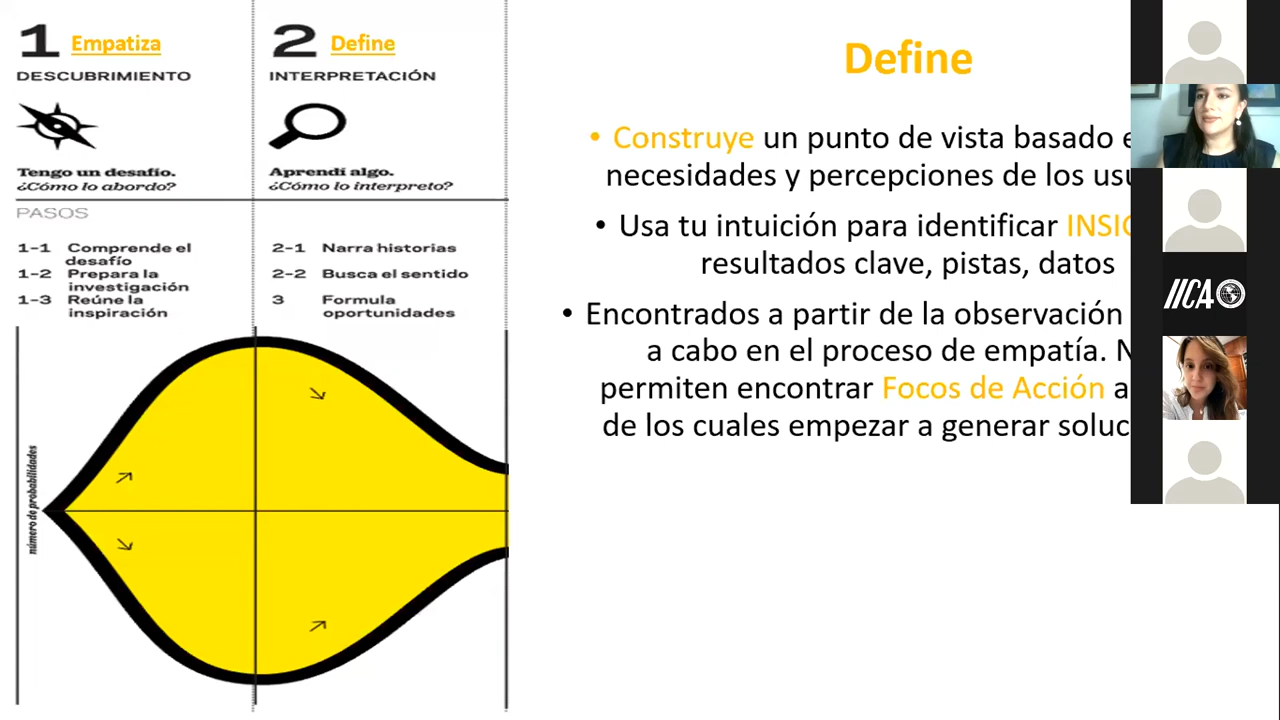 1 Empatiza
DESCUBRIMIENTO
Tengo un desafío.
¿Cómo lo abordo?
2 Define
INTERPRETACIÓN
Aprendí algo.
¿Cómo lo interpreto?
PASOS
1-1 Comprende el
desafío
1-2 Prepara la
investigación
1-3 Reúne la
inspiración
2-1 Narra historias
2-2 Busca el sentido
3 Formula
oportunidades
número de probabilidades
Define
• Construye un punto de vista basado
necesidades y percepciones de los
• Usa tu intuición para identificar
resultados clave, pistas, datos
• Encontrados a partir de la observación
a cabo en el proceso de empatía.
permiten encontrar Focos de Acción
de los cuales empezar a generar
IICA